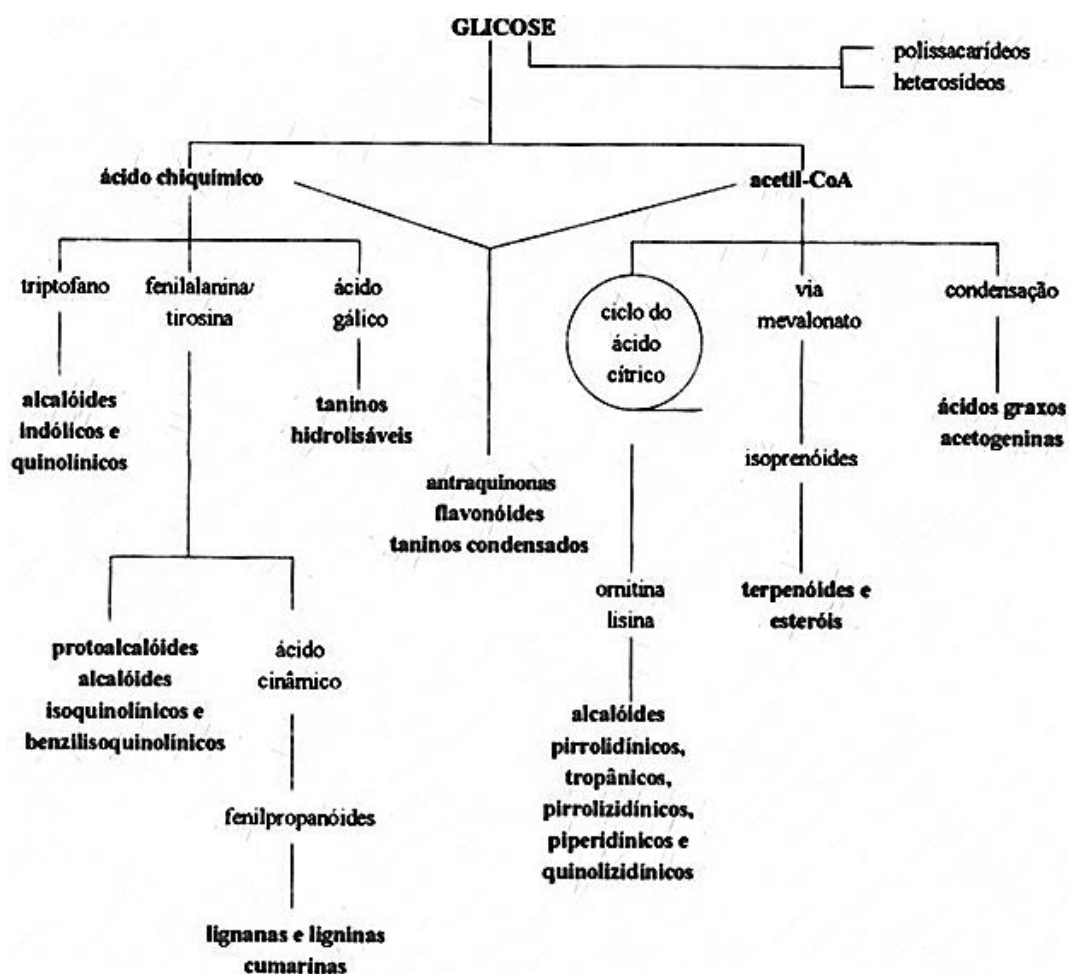 GLICOSE
polissacarídeos
heterosídeos
ácido chiquímico
acetil-CoA
triptofano
fenilalanina/
tirosina
ácido
gálico
ciclo do
ácido
cítrico
via
mevalonato
condensação
alcalóides
indólicos e
quinolínicos
taninos
hidrolisáveis
antraquinonas
flavonóides
taninos condensados
isoprenóides
ácidos graxos
acetogeninas
ornitina
lisina
terpenóides e
esteróis
protoalcalóides
alcalóides
isoquinolínicos e
benzilisoquinolínicos
ácido
cinâmico
fenilpropanóides
lignanas e ligninas
cumarinas
alcalóides
pirrolidínicos,
tropânicos,
pirrolizidínicos,
piperidínicos e
quinolizidínicos